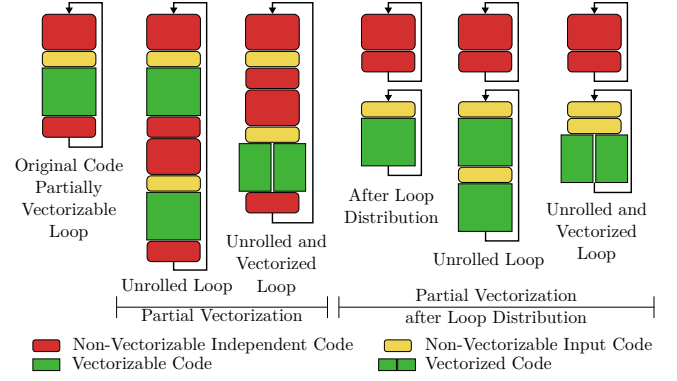 Original Code
Partially
Vectorizable
Loop
Unrolled Loop
Unrolled and
Vectorized
Loop
After Loop
Distribution
Unrolled Loop
Unrolled and
Vectorized
Loop
Partial Vectorization
Partial Vectorization
after Loop Distribution
Non-Vectorizable Independent Code
Non-Vectorizable Input Code
Vectorizable Code
Vectorized Code